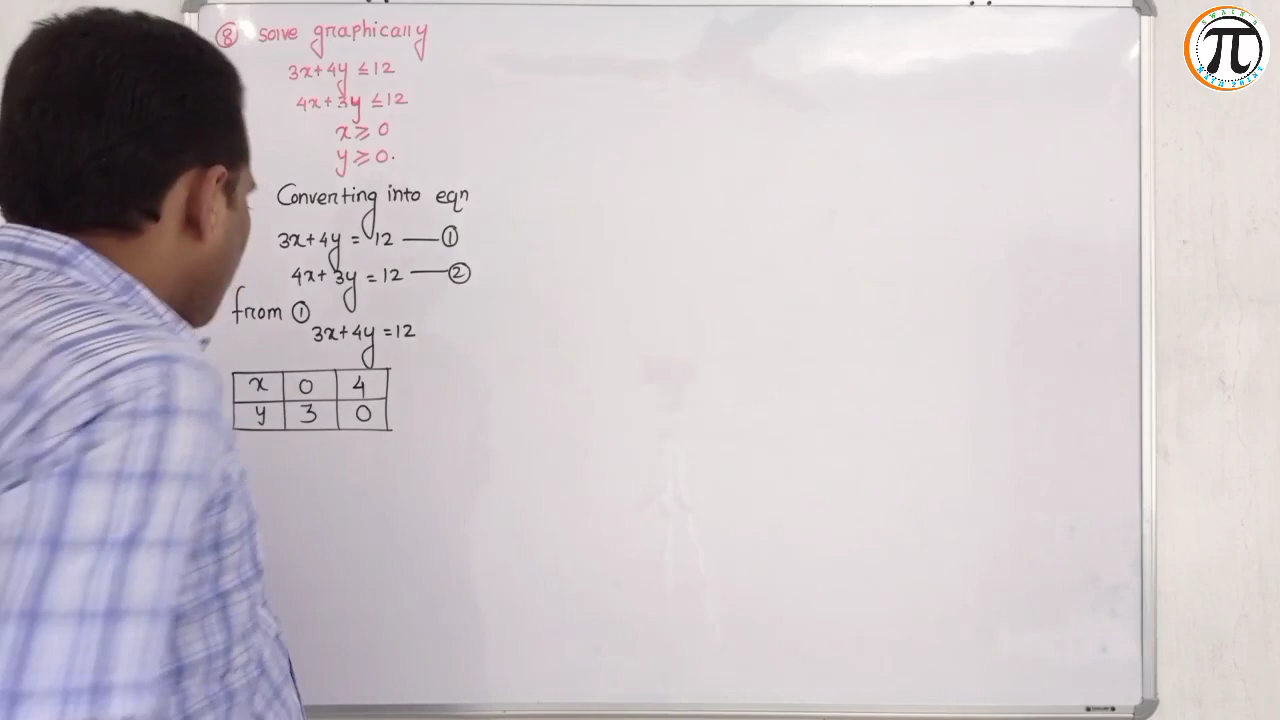 ⑧ solve graphically
3x+4y ≤ 12
4x+3y ≤ 12
x ≥ 0
y ≥ 0.
Converting into eqn
3x+4y = 12 —— ①
4x+3y = 12 —— ②
from ①
3x+4y = 12
x 0 4
y 3 0
π